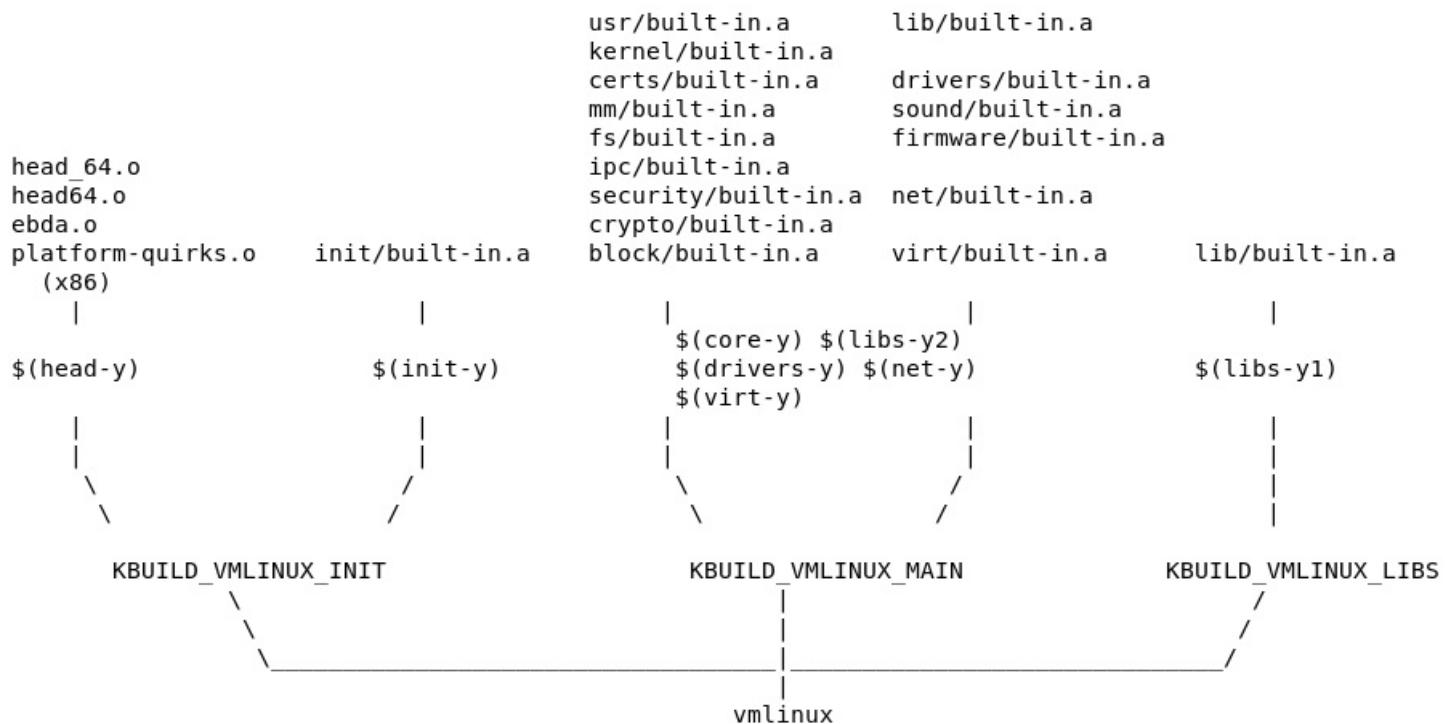 usr/built-in.a lib/built-in.a
kernel/built-in.a
certs/built-in.a drivers/built-in.a
mm/built-in.a sound/built-in.a
fs/built-in.a firmware/built-in.a
head_64.o ipc/built-in.a
head64.o security/built-in.a net/built-in.a
ebda.o crypto/built-in.a
platform-quirks.o init/built-in.a block/built-in.a virt/built-in.a lib/built-in.a
(x86)
$(core-y) $(libs-y2)
$(head-y) $(init-y) $(drivers-y) $(net-y) $(libs-y1)
$(virt-y)
KBUILD_VMLINUX_INIT KBUILD_VMLINUX_MAIN KBUILD_VMLINUX_LIBS
vmlinux